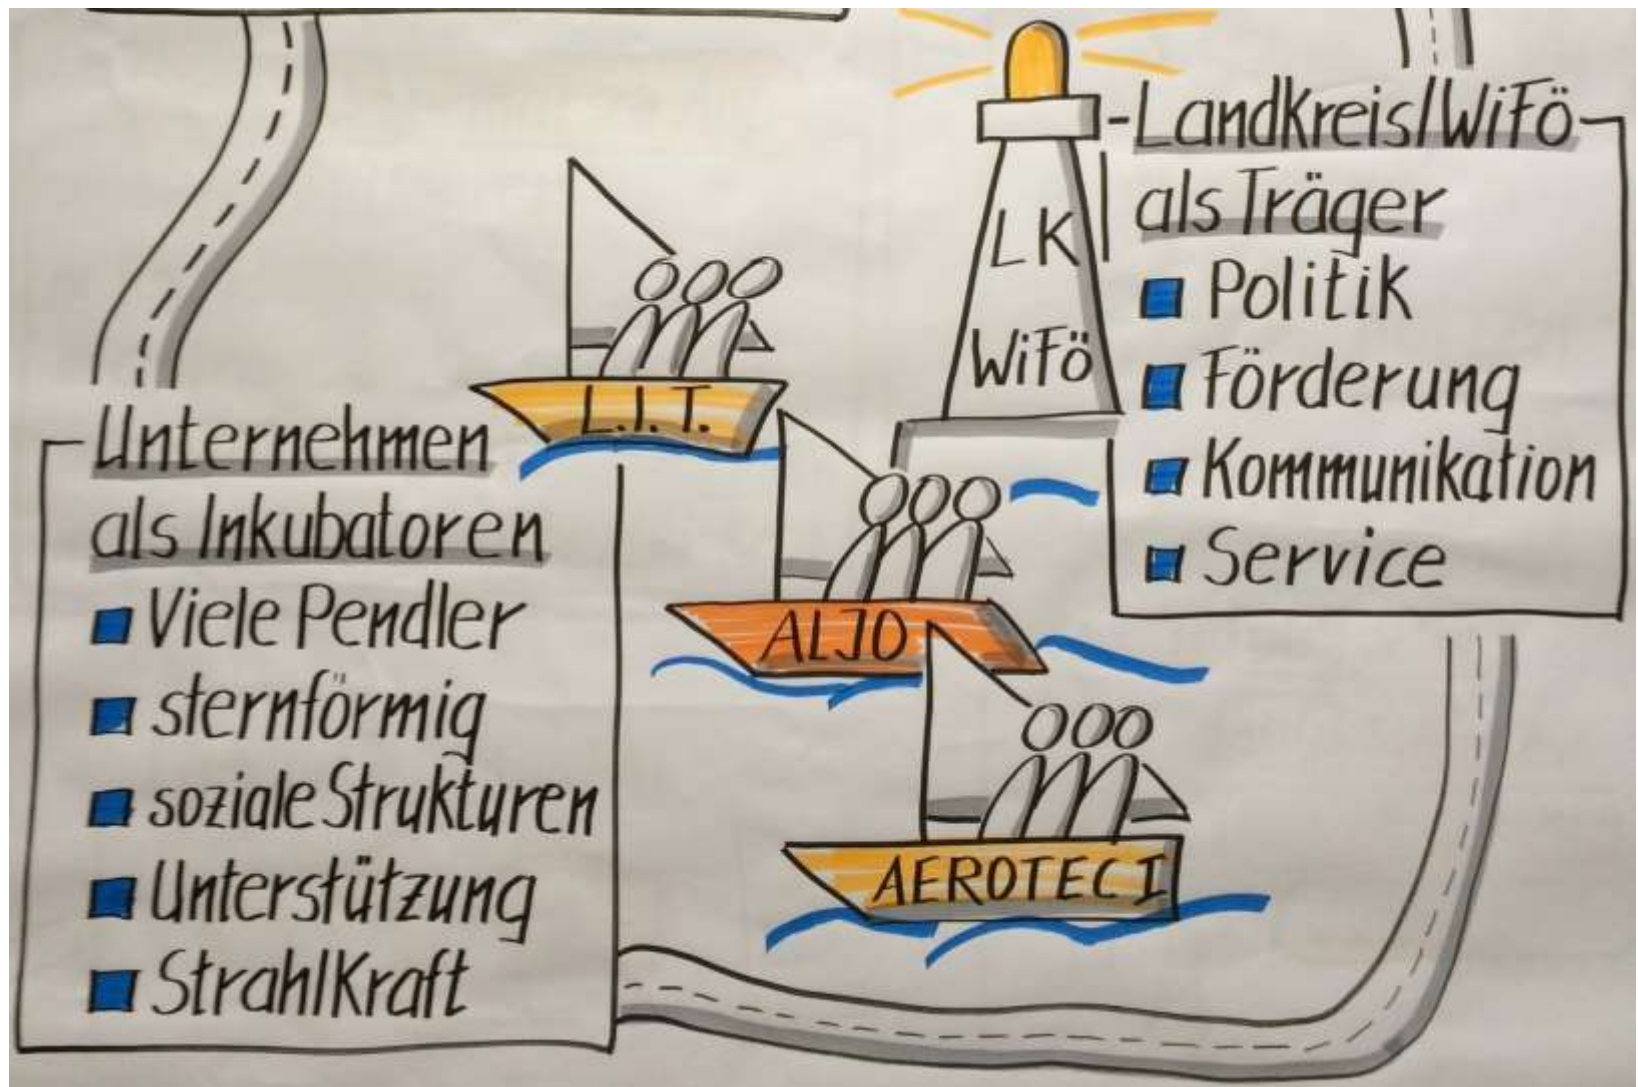 Unternehmen
als Inkubatoren
Viele Pendler
sternförmig
soziale Strukturen
Unterstützung
Strahlkraft
L.I.T.
ALJO
AEROTEC I
LK
WiFö
Landkreis/WiFö
als Träger
Politik
Förderung
Kommunikation
Service